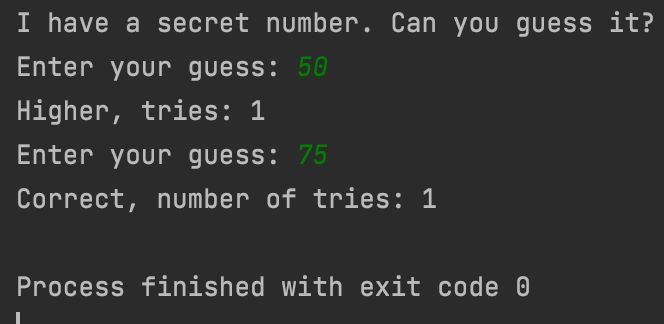 I have a secret number. Can you guess it?
Enter your guess: 50
Higher, tries: 1
Enter your guess: 75
Correct, number of tries: 1
Process finished with exit code 0